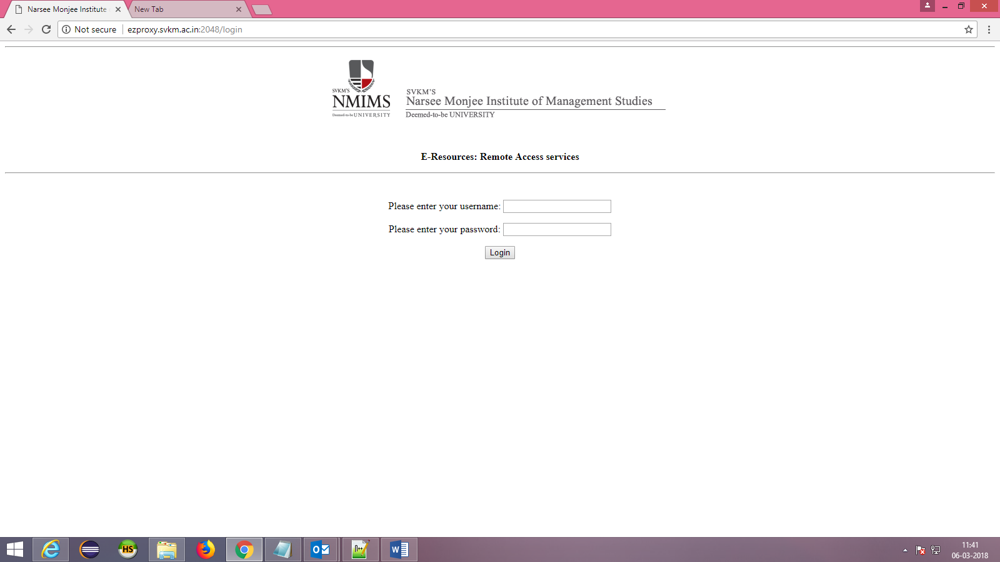 Narsee Monjee Institute
New Tab
Not secure
ezproxy.svkm.ac.in:2048/login
SVKM'S
NMIMS
Deemed-to-be UNIVERSITY
SVKM'S
Narsee Monjee Institute of Management Studies
Deemed-to-be UNIVERSITY
E-Resources: Remote Access services
Please enter your username:
Please enter your password:
Login
HS
n++
11:41
06-03-2018